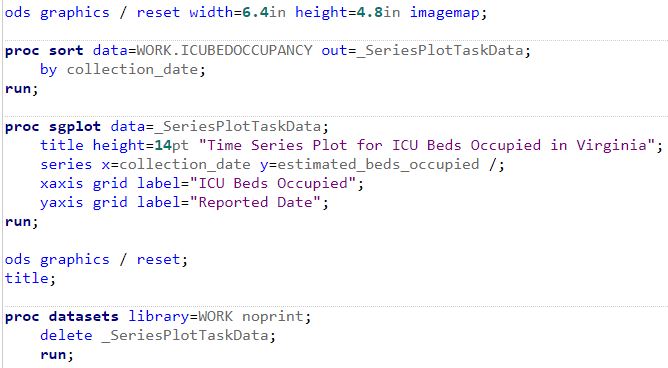 ods graphics / reset width=6.4in height=4.8in imagemap;
proc sort data=WORK.ICUBEDOCCUPANCY out=_SeriesPlotTaskData;
by collection_date;
run;
proc sgplot data=_SeriesPlotTaskData;
title height=14pt "Time Series Plot for ICU Beds Occupied in Virginia";
series x=collection_date y=estimated_beds_occupied /;
xaxis grid label="ICU Beds Occupied";
yaxis grid label="Reported Date";
run;
ods graphics / reset;
title;
proc datasets library=WORK noprint;
delete _SeriesPlotTaskData;
run;